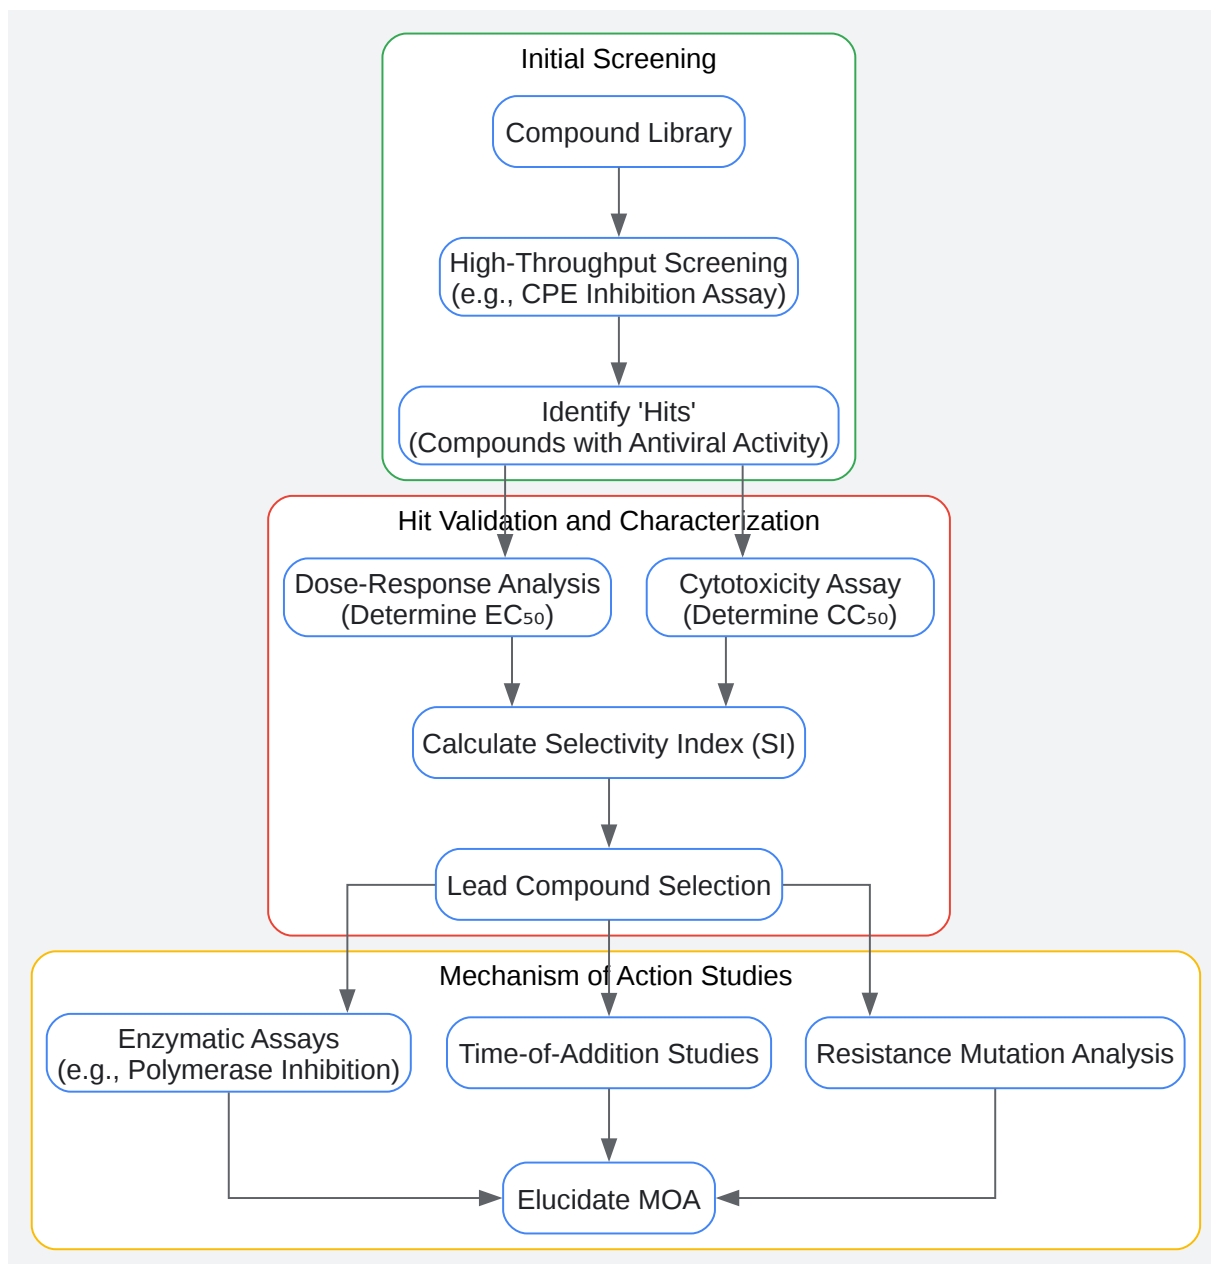 Initial Screening
Compound Library
High-Throughput Screening
(e.g., CPE Inhibition Assay)
Identify 'Hits'
(Compounds with Antiviral Activity)
Hit Validation and Characterization
Dose-Response Analysis
(Determine EC₅₀)
Cytotoxicity Assay
(Determine CC₅₀)
Calculate Selectivity Index (SI)
Lead Compound Selection
Mechanism of Action Studies
Enzymatic Assays
(e.g., Polymerase Inhibition)
Time-of-Addition Studies
Resistance Mutation Analysis
Elucidate MOA